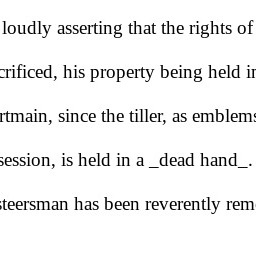 loudly asserting that the rights of
crificed, his property being held in
rtmain, since the tiller, as emblems
session, is held in a _dead hand_.
steersman has been reverently rem